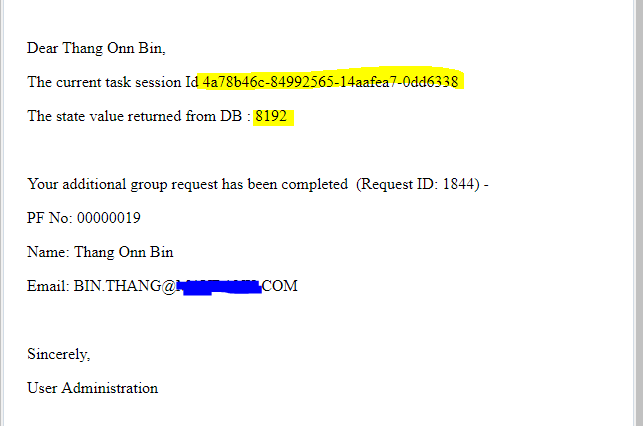 Dear Thang Onn Bin,
The current task session Id 4a78b46c-84992565-14aafea7-0dd6338
The state value returned from DB : 8192
Your additional group request has been completed  (Request ID: 1844) -
PF No: 00000019
Name: Thang Onn Bin
Email: BIN.THANG@ .COM
Sincerely,
User Administration